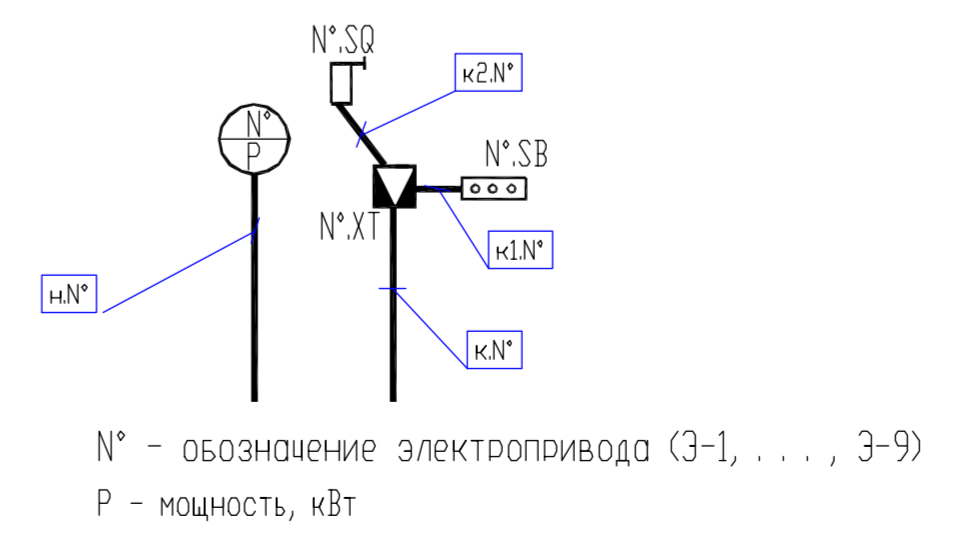 N°.SQ
к2.N°
N°
P
N°.SB
N°.XT
к1.N°
н.N°
к.N°
N° - обозначение электропривода (Э-1, . . . , Э-9)
P - мощность, кВт